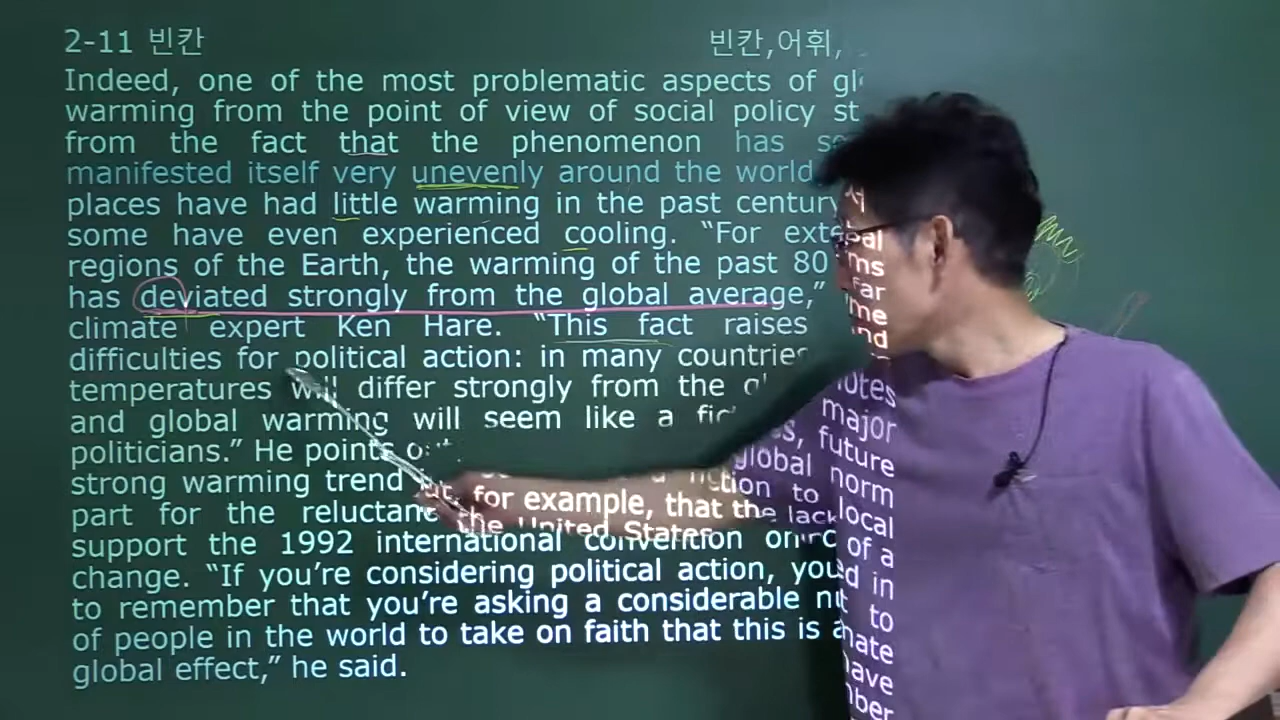 2-11 빈칸 빈칸,어휘,
Indeed, one of the most problematic aspects of
warming from the point of view of social policy
from the fact that the phenomenon has
manifested itself very unevenly around the world
places have had little warming in the past century
some have even experienced cooling. “For
regions of the Earth, the warming of the past 80
has deviated strongly from the global average,” notes
climate expert Ken Hare. “This fact raises major
difficulties for political action: in many countries, future
temperatures will differ strongly from the global norm
and global warming will seem like a fiction to local
politicians.” He points out, for example, that the lack of a
strong warming trend the United States in
part for the reluctance to
support the 1992 international convention on
change. “If you’re considering political action, you have
to remember that you’re asking a considerable number
of people in the world to take on faith that this is a
global effect,” he said.